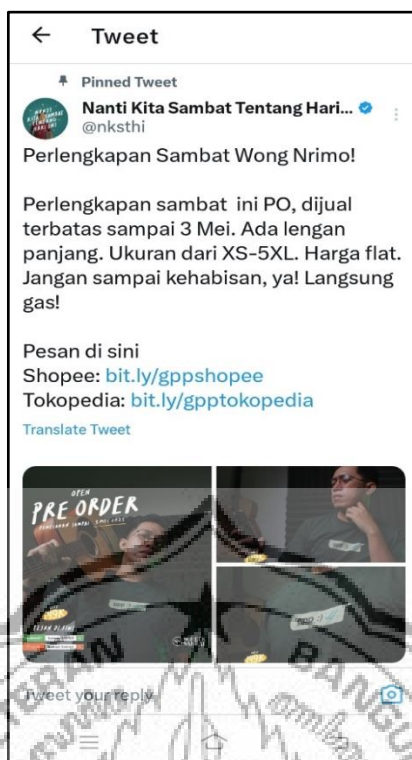 Tweet
Pinned Tweet
Nanti Kita Sambat Tentang Hari...
@nksthi
Perlengkapan Sambat Wong Nrimo!
Perlengkapan sambat ini PO, dijual
terbatas sampai 3 Mei. Ada lengan
panjang. Ukuran dari XS-5XL. Harga flat.
Jangan sampai kehabisan, ya! Langsung
gas!
Pesan di sini
Shopee: bit.ly/gppshopee
Tokopedia: bit.ly/gpptokopedia
Translate Tweet
OPEN
PRE ORDER
Tweet your reply